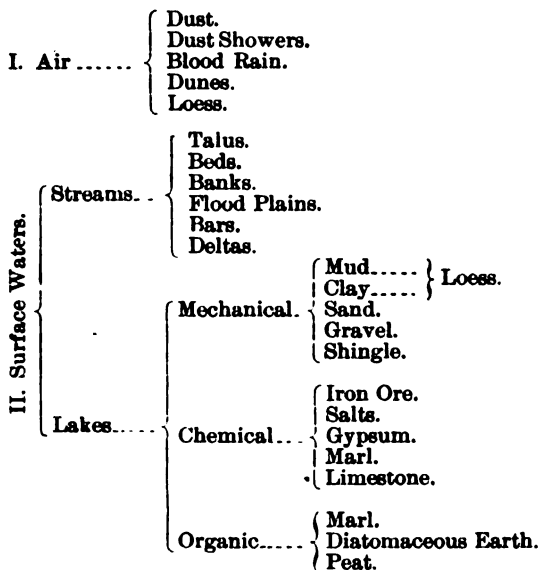 Dust.
Dust Showers.
I. Air ...... Blood Rain.
Dunes.
Loess.
Talus.
Beds.
Streams... Banks.
Flood Plains.
Bars.
Deltas.
II. Surface Waters.
Mud..... Loess.
Clay.....
Mechanical. Sand.
Gravel.
Shingle.
Iron Ore.
Salts.
Lakes..... Chemical.... Gypsum.
Marl.
Limestone.
Marl.
Organic..... Diatomaceous Earth.
Peat.